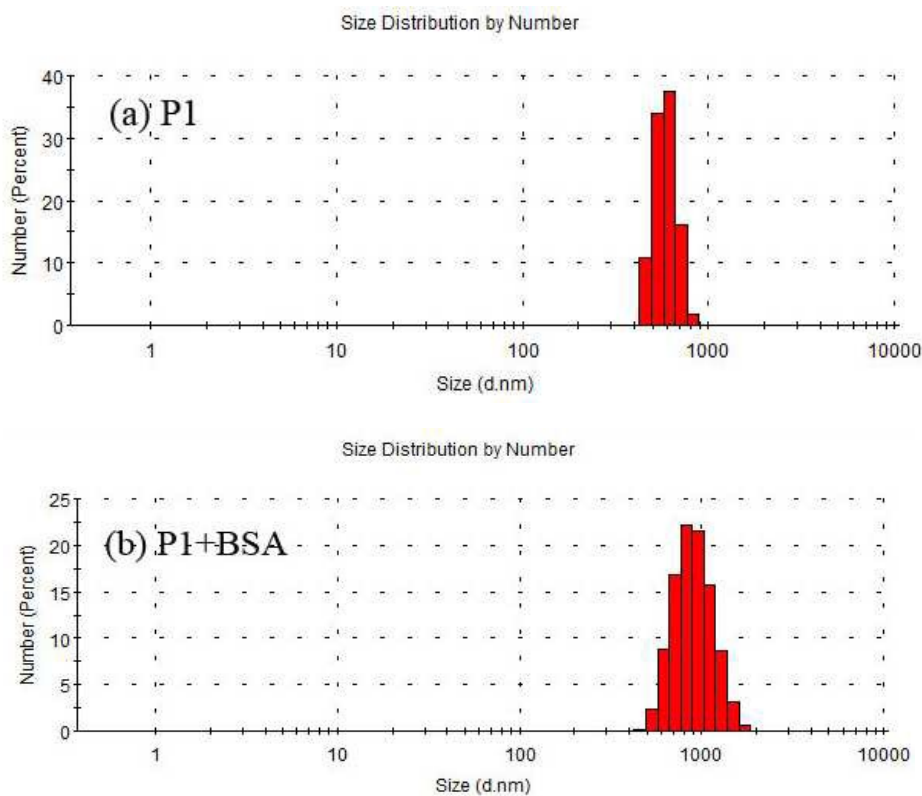 Size Distribution by Number
40
30
20
10
0
Number (Percent)
(a) P1
1 10 100 1000 10000
Size (d.nm)
Size Distribution by Number
25
20
15
10
5
0
Number (Percent)
(b) P1+BSA
1 10 100 1000 10000
Size (d.nm)